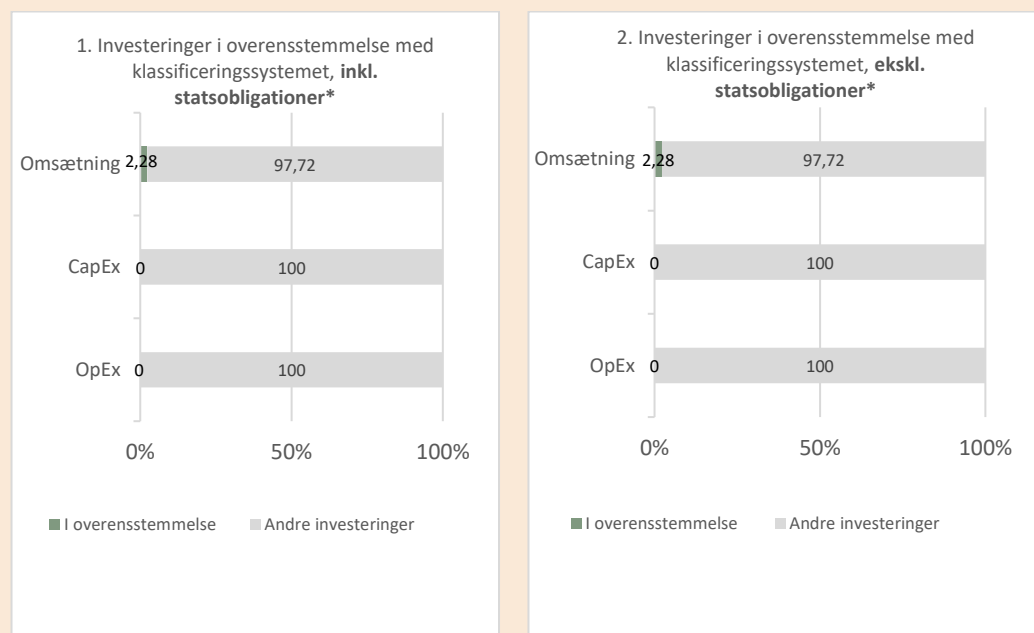 1. Investeringer i overensstemmelse med
klassificeringssystemet, inkl.
statsobligationer*
Omsætning 2,28 97,72
CapEx 0 100
OpEx 0 100
0% 50% 100%
I overensstemmelse Andre investeringer
2. Investeringer i overensstemmelse med
klassificeringssystemet, ekskl.
statsobligationer*
Omsætning 2,28 97,72
CapEx 0 100
OpEx 0 100
0% 50% 100%
I overensstemmelse Andre investeringer